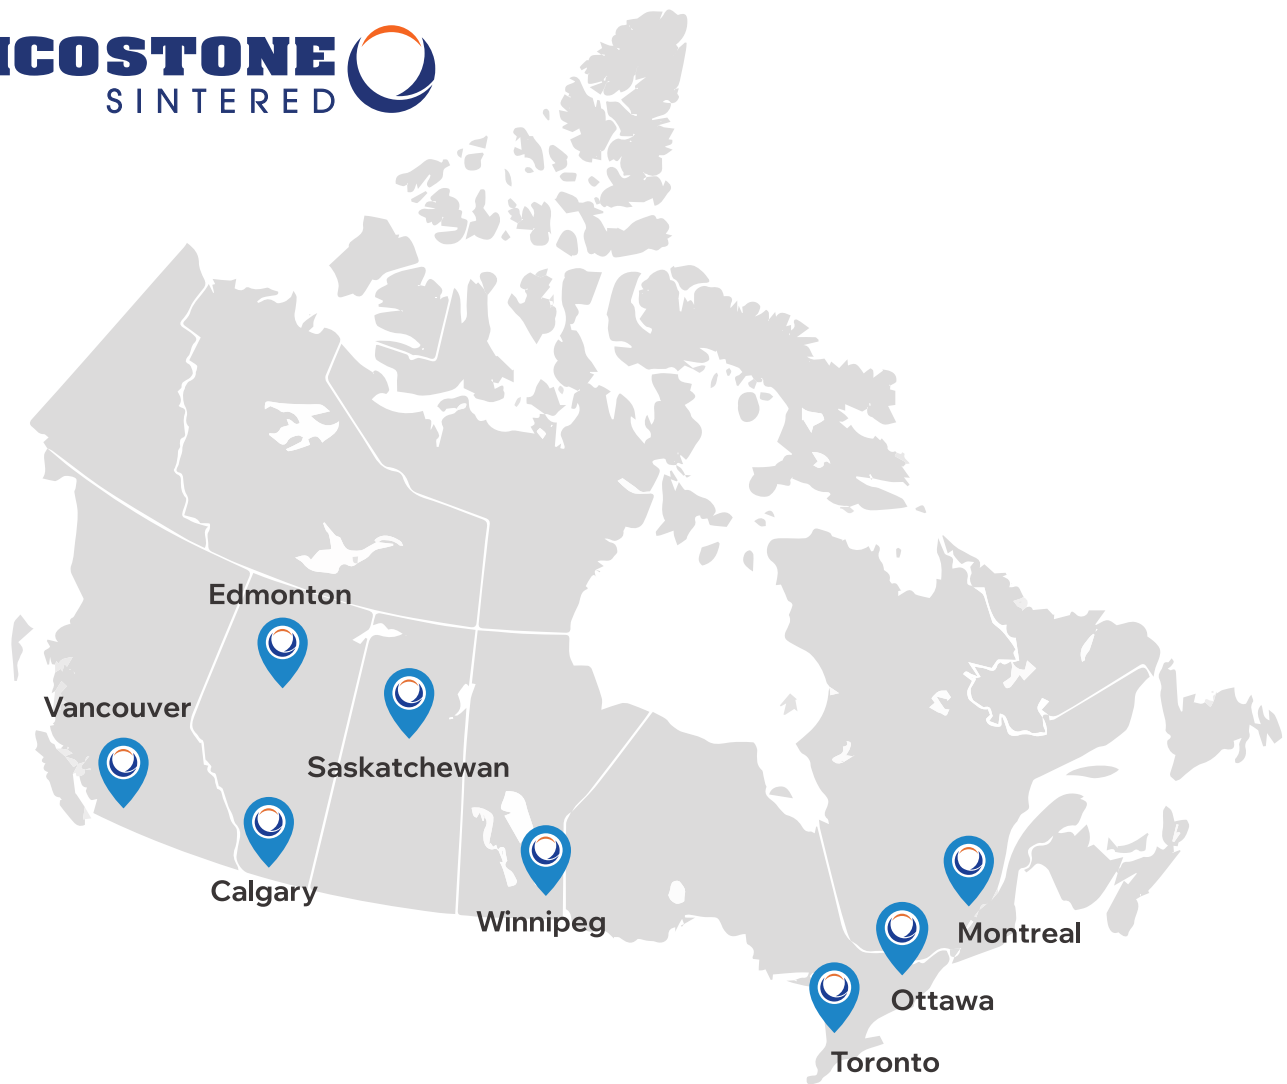 ICOSTONE
SINTERED
Edmonton
Vancouver
Saskatchewan
Calgary
Winnipeg
Montreal
Ottawa
Toronto